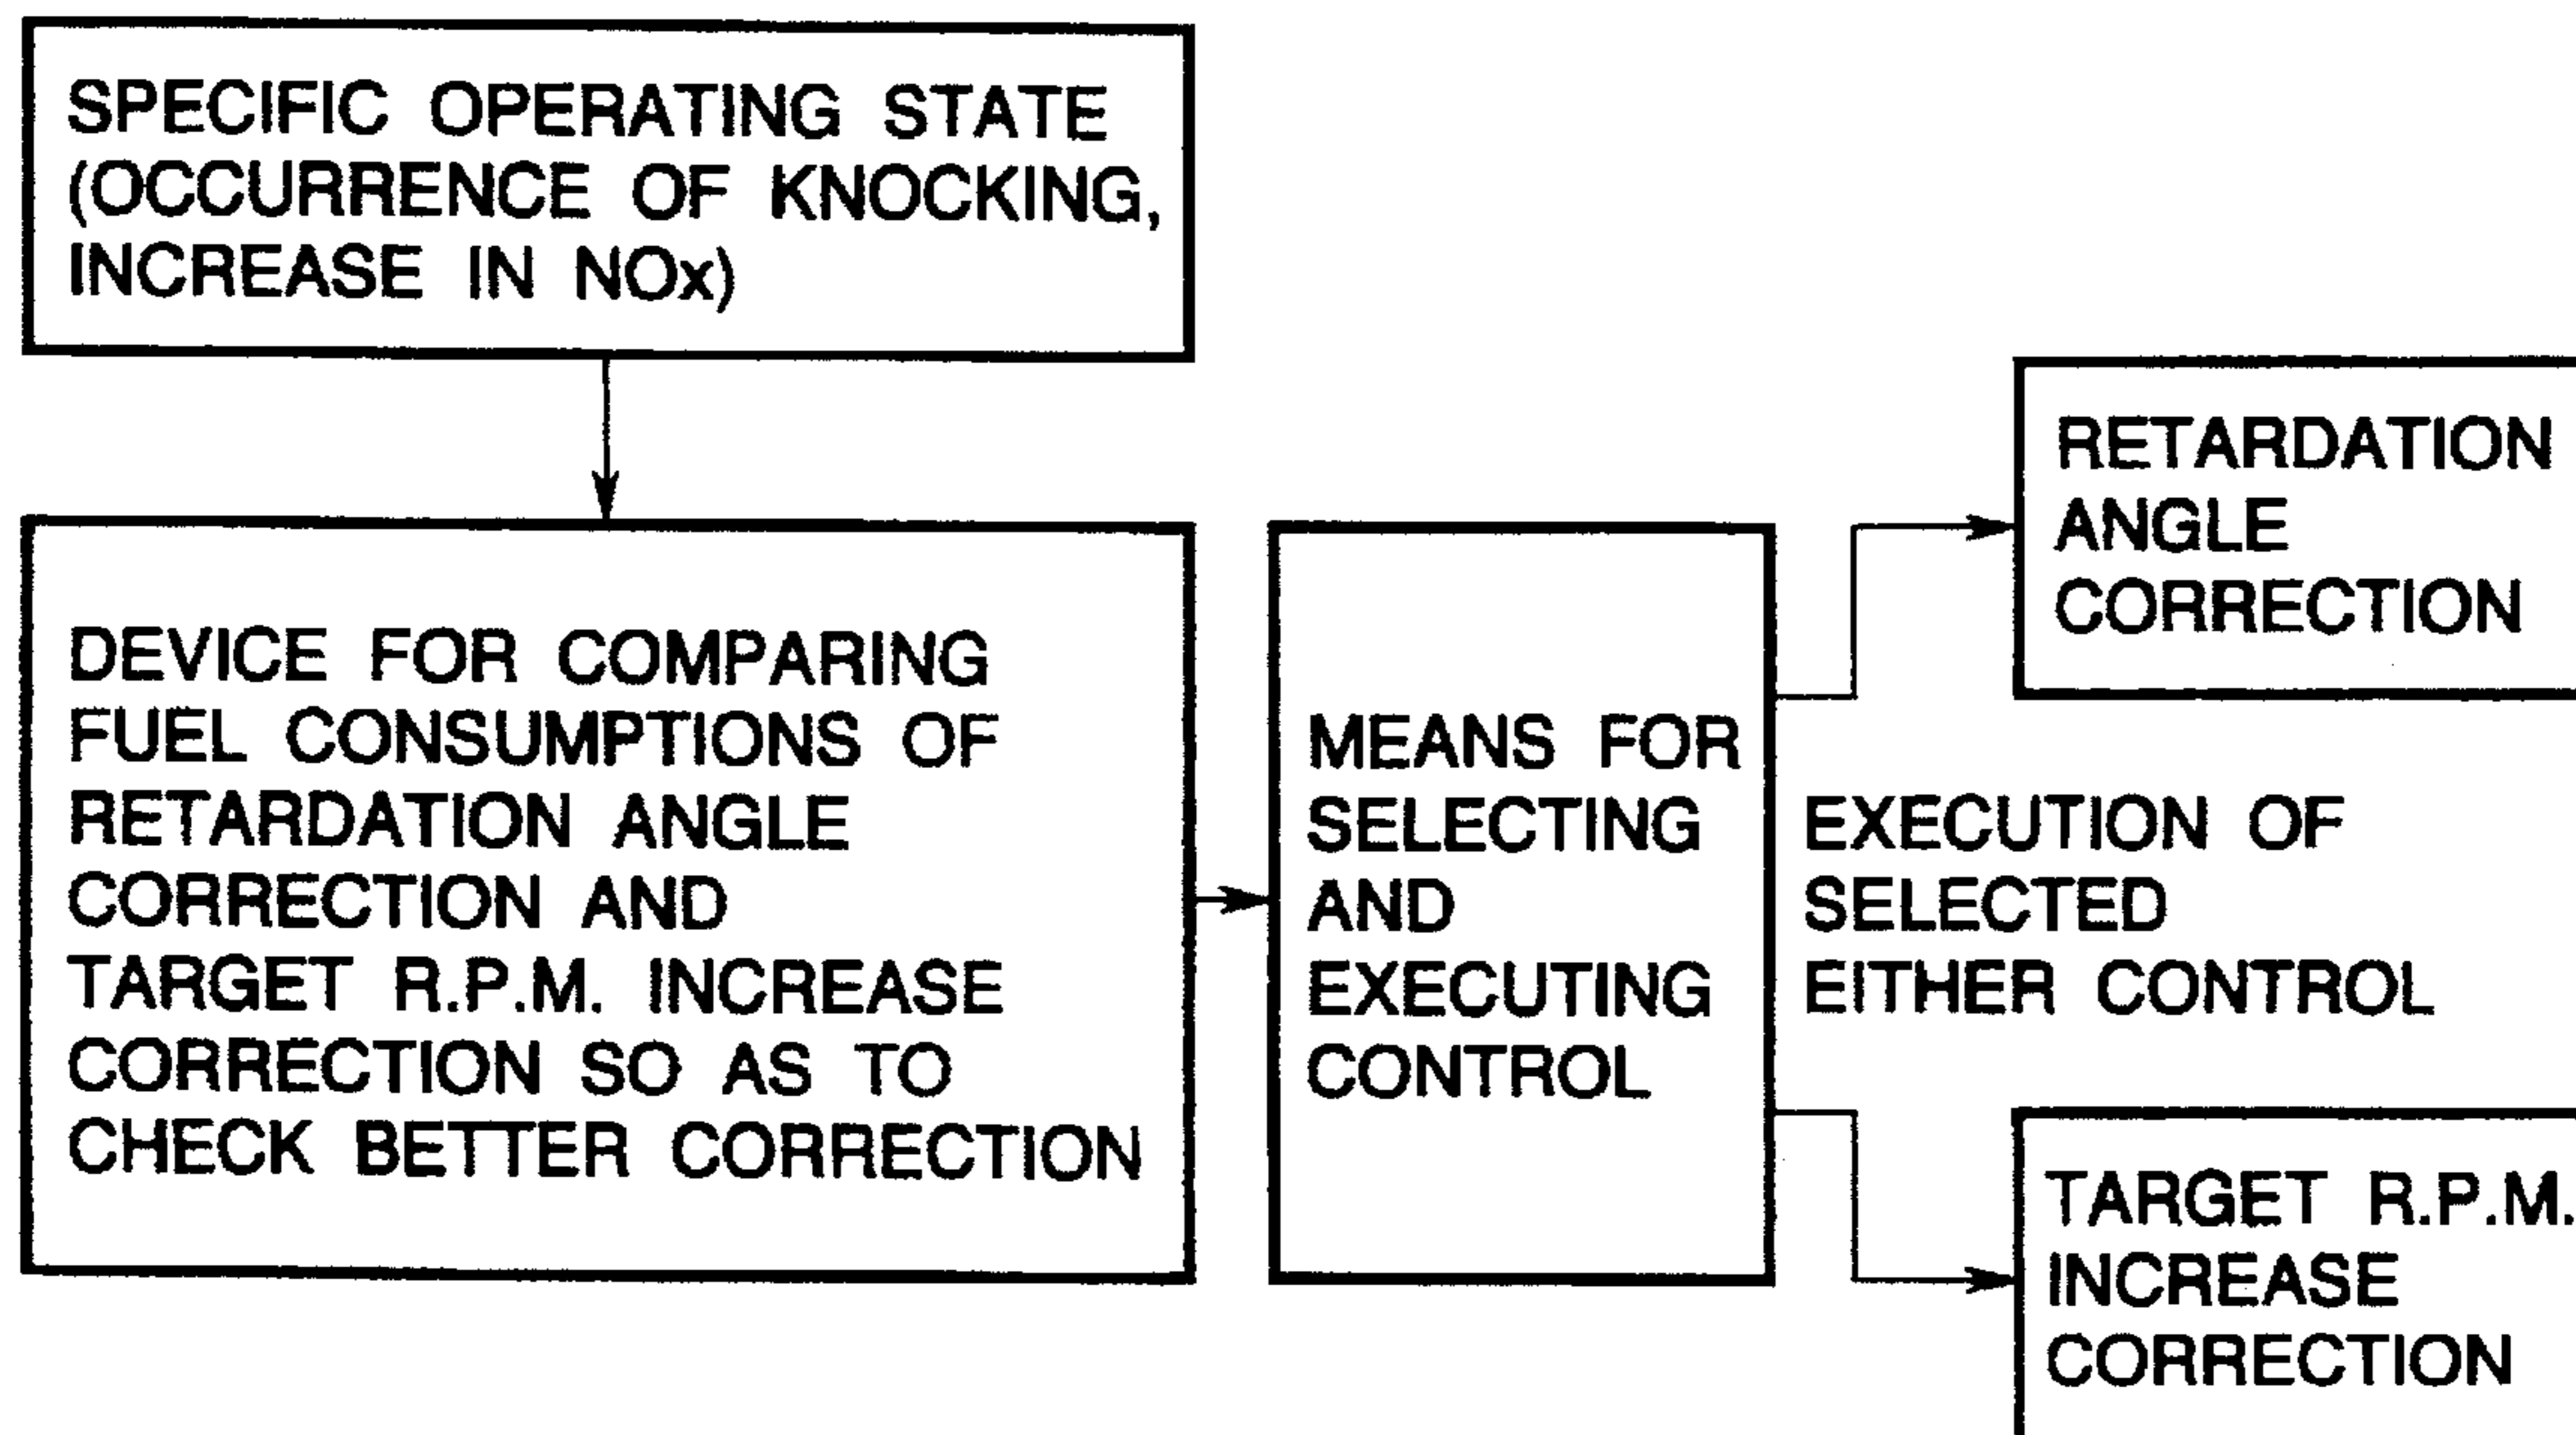 SPECIFIC OPERATING STATE
(OCCURRENCE OF KNOCKING,
INCREASE IN NOx)
DEVICE FOR COMPARING
FUEL CONSUMPTIONS OF
RETARDATION ANGLE
CORRECTION AND
TARGET R.P.M. INCREASE
CORRECTION SO AS TO
CHECK BETTER CORRECTION
MEANS FOR
SELECTING
AND
EXECUTING
CONTROL
RETARDATION
ANGLE
CORRECTION
EXECUTION OF
SELECTED
EITHER CONTROL
TARGET R.P.M.
INCREASE
CORRECTION